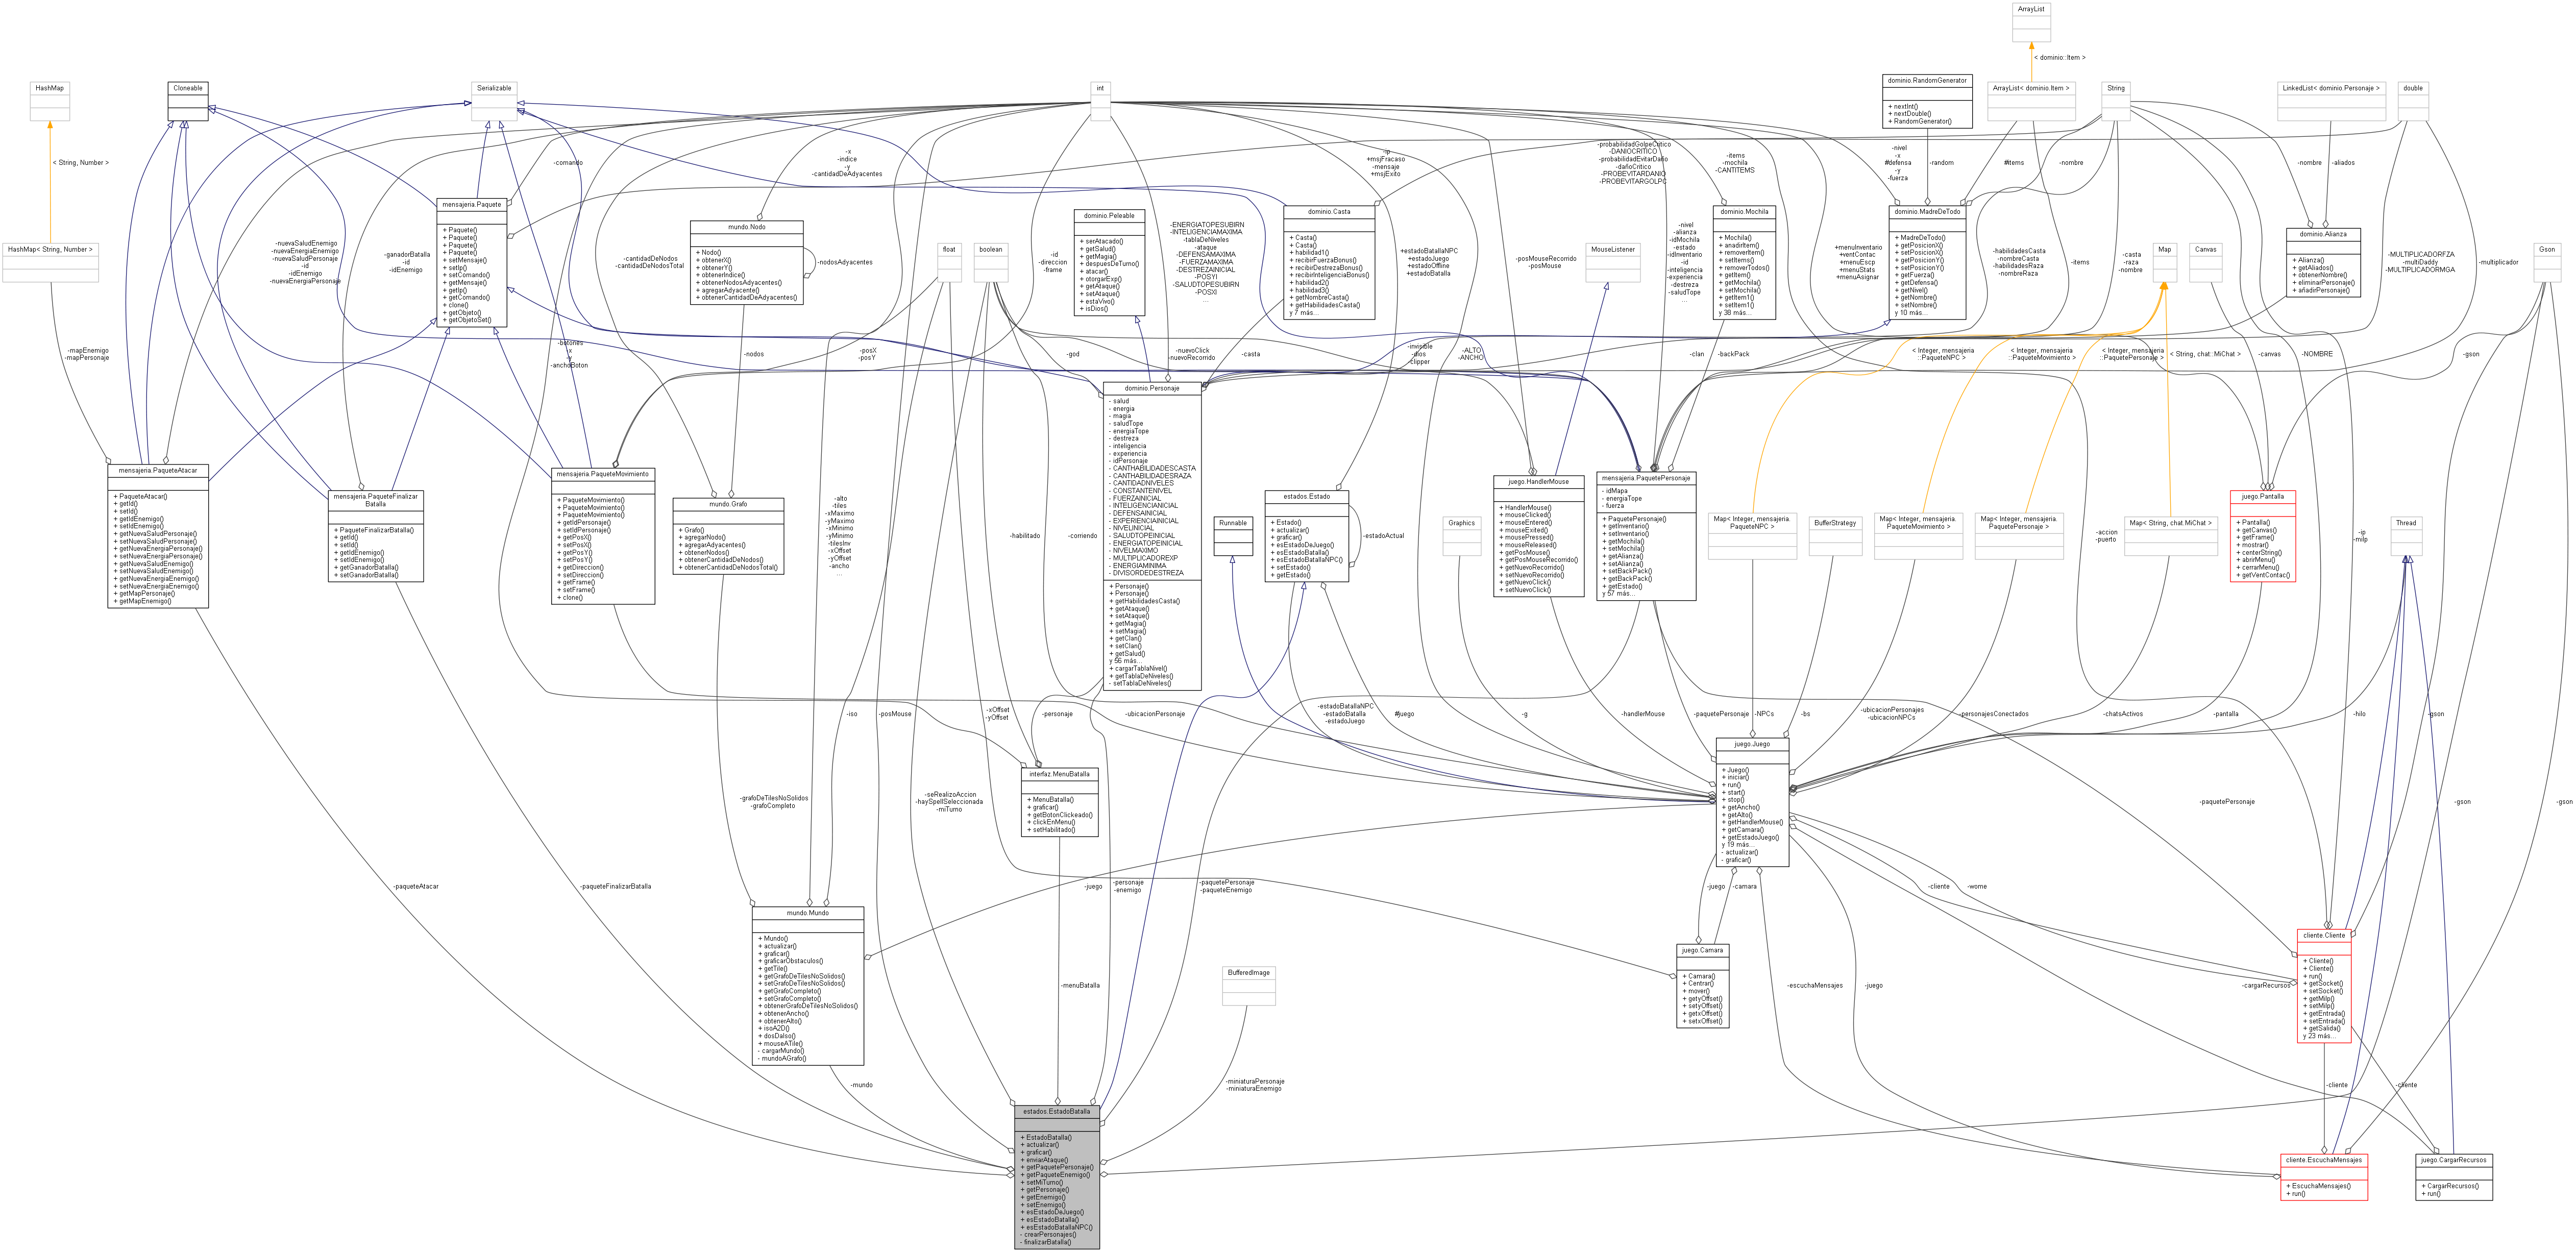 ArrayList
< dominio::Item >
HashMap
Cloneable
Serializable
int
dominio.RandomGenerator
+ nextInt()
+ nextDouble()
+ RandomGenerator()
ArrayList< dominio.Item >
String
LinkedList< dominio.Personaje >
double
< String, Number >
-comando
-x
-indice
-y
-cantidadDeAdyacentes
-ip
+msjFracaso
-mensaje
+msjExito
-DANIOCRITICO
-probabilidadEvitarDaño
-dañoCritico
-PROBEVITARDANIO
-PROBEVITARGOLPC
-items
-mochila
-CANTITEMS
-nivel
-x
#defensa
-y
-fuerza
-random
#items
-nombre
-nombre
-aliados
HashMap< String, Number >
mensajeria.Paquete
+ Paquete()
+ Paquete()
+ Paquete()
+ Paquete()
+ setMensaje()
+ setIp()
+ setComando()
+ getMensaje()
+ getIp()
+ getComando()
+ clone()
+ getObjeto()
+ getObjetoSet()
mundo.Nodo
+ Nodo()
+ obtenerX()
+ obtenerY()
+ obtenerIndice()
+ obtenerNodosAdyacentes()
+ agregarAdyacente()
+ obtenerCantidadDeAdyacentes()
-nodosAdyacentes
float
boolean
dominio.Peleable
+ serAtacado()
+ getSalud()
+ getMagia()
+ despuesDeTurno()
+ atacar()
+ otorgarExp()
+ getAtaque()
+ setAtaque()
+ estaVivo()
+ isDios()
dominio.Casta
+ Casta()
+ Casta()
+ habilidad1()
+ recibirFuerzaBonus()
+ recibirDestrezaBonus()
+ recibirInteligenciaBonus()
+ habilidad2()
+ habilidad3()
+ getNombreCasta()
+ getHabilidadesCasta()
y 7 más...
MouseListener
dominio.Mochila
+ Mochila()
+ anadirItem()
+ removerItem()
+ setItems()
+ removerTodos()
+ getItem()
+ getMochila()
+ setMochila()
+ getItem1()
+ setItem1()
y 38 más...
dominio.MadreDeTodo
+ MadreDeTodo()
+ getPosicionX()
+ setPosicionX()
+ getPosicionY()
+ setPosicionY()
+ getFuerza()
+ getDefensa()
+ getNivel()
+ getNombre()
+ setNombre()
y 10 más...
Map
Canvas
dominio.Alianza
+ Alianza()
+ getAliados()
+ obtenerNombre()
+ eliminarPersonaje()
+ añadirPersonaje()
Gson
-nuevaSaludEnemigo
-nuevaEnergiaEnemigo
-nuevaSaludPersonaje
-id
-idEnemigo
-nuevaEnergiaPersonaje
-ganadorBatalla
-id
-idEnemigo
-cantidadDeNodos
-cantidadDeNodosTotal
-id
-direccion
-frame
-ENERGIATOPESUBIRN
-INTELIGENCIAMAXIMA
-tablaDeNiveles
-ataque
-DEFENSAMAXIMA
-FUERZAMAXIMA
-DESTREZAINICIAL
-POSYI
-SALUDTOPESUBIRN
-POSXI
...
+estadoBatallaNPC
+estadoJuego
+estadoOffline
+estadoBatalla
-posMouseRecorrido
-posMouse
-nivel
-alianza
-idMochila
-estado
-idInventario
-id
-inteligencia
-experiencia
-destreza
-saludTope
...
+menuInventario
+ventContac
+menuEscp
+menuStats
+menuAsignar
-habilidadesCasta
-nombreCasta
-habilidadesRaza
-nombreRaza
-items
-casta
-raza
-nombre
-MULTIPLICADORFZA
-multiDaddy
-MULTIPLICADORMGA
-multiplicador
-mapEnemigo
-mapPersonaje
-botones
-x
-y
-anchoBoton
-nodos
-posX
-posY
-god
-nuevoClick
-nuevoRecorrido
-casta
-invisible
-dios
-clipper
-ALTO
-ANCHO
-clan
-backPack
< Integer, mensajeria
::PaqueteNPC >
< Integer, mensajeria
::PaqueteMovimiento >
< Integer, mensajeria
::PaquetePersonaje >
< String, chat::MiChat >
-canvas
-NOMBRE
-gson
mensajeria.PaqueteAtacar
+ PaqueteAtacar()
+ getId()
+ setId()
+ getIdEnemigo()
+ setIdEnemigo()
+ getNuevaSaludPersonaje()
+ setNuevaSaludPersonaje()
+ getNuevaEnergiaPersonaje()
+ setNuevaEnergiaPersonaje()
+ getNuevaSaludEnemigo()
+ setNuevaSaludEnemigo()
+ getNuevaEnergiaEnemigo()
+ setNuevaEnergiaEnemigo()
+ getMapPersonaje()
+ getMapEnemigo()
mensajeria.PaqueteFinalizar
Batalla
+ PaqueteFinalizarBatalla()
+ getId()
+ setId()
+ getIdEnemigo()
+ setIdEnemigo()
+ getGanadorBatalla()
+ setGanadorBatalla()
mensajeria.PaqueteMovimiento
+ PaqueteMovimiento()
+ PaqueteMovimiento()
+ PaqueteMovimiento()
+ getIdPersonaje()
+ setIdPersonaje()
+ getPosX()
+ setPosX()
+ getPosY()
+ setPosY()
+ getDireccion()
+ setDireccion()
+ getFrame()
+ setFrame()
+ clone()
mundo.Grafo
+ Grafo()
+ agregarNodo()
+ agregarAdyacentes()
+ obtenerNodos()
+ obtenerCantidadDeNodos()
+ obtenerCantidadDeNodosTotal()
-alto
-tiles
-xMaximo
-yMaximo
-xMinimo
-yMinimo
-tilesInv
-xOffset
-yOffset
-ancho
...
-habilitado
-corriendo
dominio.Personaje
- salud
- energia
- magia
- saludTope
- energiaTope
- destreza
- inteligencia
- experiencia
- idPersonaje
- CANTHABILIDADESCASTA
- CANTHABILIDADESRAZA
- CANTIDADNIVELES
- CONSTANTENIVEL
- FUERZAINICIAL
- INTELIGENCIANICIAL
- DEFENSAINICIAL
- EXPERIENCIAINICIAL
- NIVELINICIAL
- SALUDTOPEINICIAL
- ENERGIATOPEINICIAL
- NIVELMAXIMO
- MULTIPLICADOREXP
- ENERGIAMINIMA
- DIVISORDEDESTREZA
+ Personaje()
+ Personaje()
+ getHabilidadesCasta()
+ getAtaque()
+ setAtaque()
+ getMagia()
+ setMagia()
+ getClan()
+ setClan()
+ getSalud()
y 56 más...
+ cargarTablaNivel()
+ getTablaDeNiveles()
- setTablaDeNiveles()
Runnable
estados.Estado
+ Estado()
+ actualizar()
+ graficar()
+ esEstadoDeJuego()
+ esEstadoBatalla()
+ esEstadoBatallaNPC()
+ setEstado()
+ getEstado()
-estadoActual
Graphics
juego.HandlerMouse
+ HandlerMouse()
+ mouseClicked()
+ mouseEntered()
+ mouseExited()
+ mousePressed()
+ mouseReleased()
+ getPosMouse()
+ getPosMouseRecorrido()
+ getNuevoRecorrido()
+ setNuevoRecorrido()
+ getNuevoClick()
+ setNuevoClick()
mensajeria.PaquetePersonaje
- idMapa
- energiaTope
- fuerza
+ PaquetePersonaje()
+ getInventario()
+ setInventario()
+ getMochila()
+ setMochila()
+ getAlianza()
+ setAlianza()
+ setBackPack()
+ getBackPack()
+ getEstado()
y 57 más...
Map< Integer, mensajeria.
PaqueteNPC >
BufferStrategy
Map< Integer, mensajeria.
PaqueteMovimiento >
Map< Integer, mensajeria.
PaquetePersonaje >
Map< String, chat.MiChat >
-accion
-puerto
juego.Pantalla
+ Pantalla()
+ getCanvas()
+ getFrame()
+ mostrar()
+ centerString()
+ abrirMenu()
+ cerrarMenu()
+ getVentContac()
-ip
-miIp
Thread
-iso
-posMouse
-xOffset
-yOffset
-personaje
-ubicacionPersonaje
-estadoBatallaNPC
-estadoBatalla
-estadoJuego
#juego
-g
-handlerMouse
-paquetePersonaje
-NPCs
-bs
-ubicacionPersonajes
-ubicacionNPCs
-personajesConectados
-chatsActivos
-pantalla
-hilo
-gson
juego.Juego
+ Juego()
+ iniciar()
+ run()
+ start()
+ stop()
+ getAncho()
+ getAlto()
+ getHandlerMouse()
+ getCamara()
+ getEstadoJuego()
y 19 más...
- actualizar()
- graficar()
interfaz.MenuBatalla
+ MenuBatalla()
+ graficar()
+ getBotonClickeado()
+ clickEnMenu()
+ setHabilitado()
-grafoDeTilesNoSolidos
-grafoCompleto
-seRealizoAccion
-haySpellSeleccionada
-miTurno
-paquetePersonaje
-gson
-gson
-paqueteAtacar
-paqueteFinalizarBatalla
-juego
-personaje
-enemigo
-paquetePersonaje
-paqueteEnemigo
-juego
-camara
-cliente
-wome
mundo.Mundo
+ Mundo()
+ actualizar()
+ graficar()
+ graficarObstaculos()
+ getTile()
+ getGrafoDeTilesNoSolidos()
+ setGrafoDeTilesNoSolidos()
+ getGrafoCompleto()
+ setGrafoCompleto()
+ obtenerGrafoDeTilesNoSolidos()
+ obtenerAncho()
+ obtenerAlto()
+ isoA2D()
+ dosDaIso()
+ mouseATile()
- cargarMundo()
- mundoAGrafo()
juego.Camara
+ Camara()
+ Centrar()
+ mover()
+ getyOffset()
+ setyOffset()
+ getxOffset()
+ setxOffset()
cliente.Cliente
+ Cliente()
+ Cliente()
+ run()
+ getSocket()
+ setSocket()
+ getMiIp()
+ setMiIp()
+ getEntrada()
+ setEntrada()
+ getSalida()
y 23 más...
BufferedImage
-menuBatalla
-escuchaMensajes
-juego
-cargarRecursos
-mundo
-miniaturaPersonaje
-miniaturaEnemigo
-cliente
-cliente
estados.EstadoBatalla
+ EstadoBatalla()
+ actualizar()
+ graficar()
+ enviarAtaque()
+ getPaquetePersonaje()
+ getPaqueteEnemigo()
+ setMiTurno()
+ getPersonaje()
+ getEnemigo()
+ setEnemigo()
+ esEstadoDeJuego()
+ esEstadoBatalla()
+ esEstadoBatallaNPC()
- crearPersonajes()
- finalizarBatalla()
cliente.EscuchaMensajes
+ EscuchaMensajes()
+ run()
juego.CargarRecursos
+ CargarRecursos()
+ run()